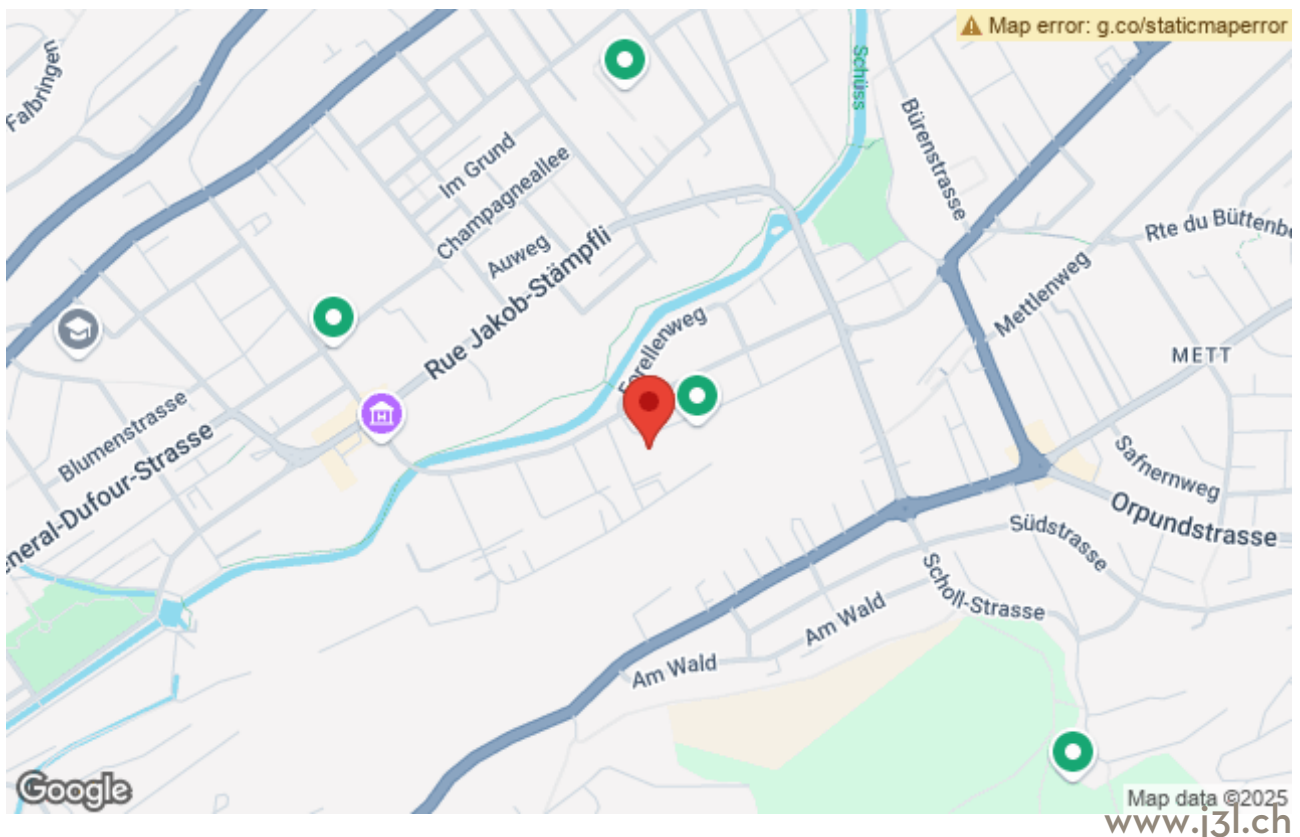 Map error: g.co/staticmaperror
Falbringen
Schüss
Bürenstrasse
Im Grund
Champagneallee
Auweg
Rue Jakob-Stämpfli
Rte du Büttenbe
Mettlenweg
Forellenweg
METT
Blumenstrasse
eneral-Dufour-Strasse
Safnernweg
Orpundstrasse
Südstrasse
Scholl-Strasse
Am Wald
Am Wald
H
Google
Map data ©2025
www.j3l.ch